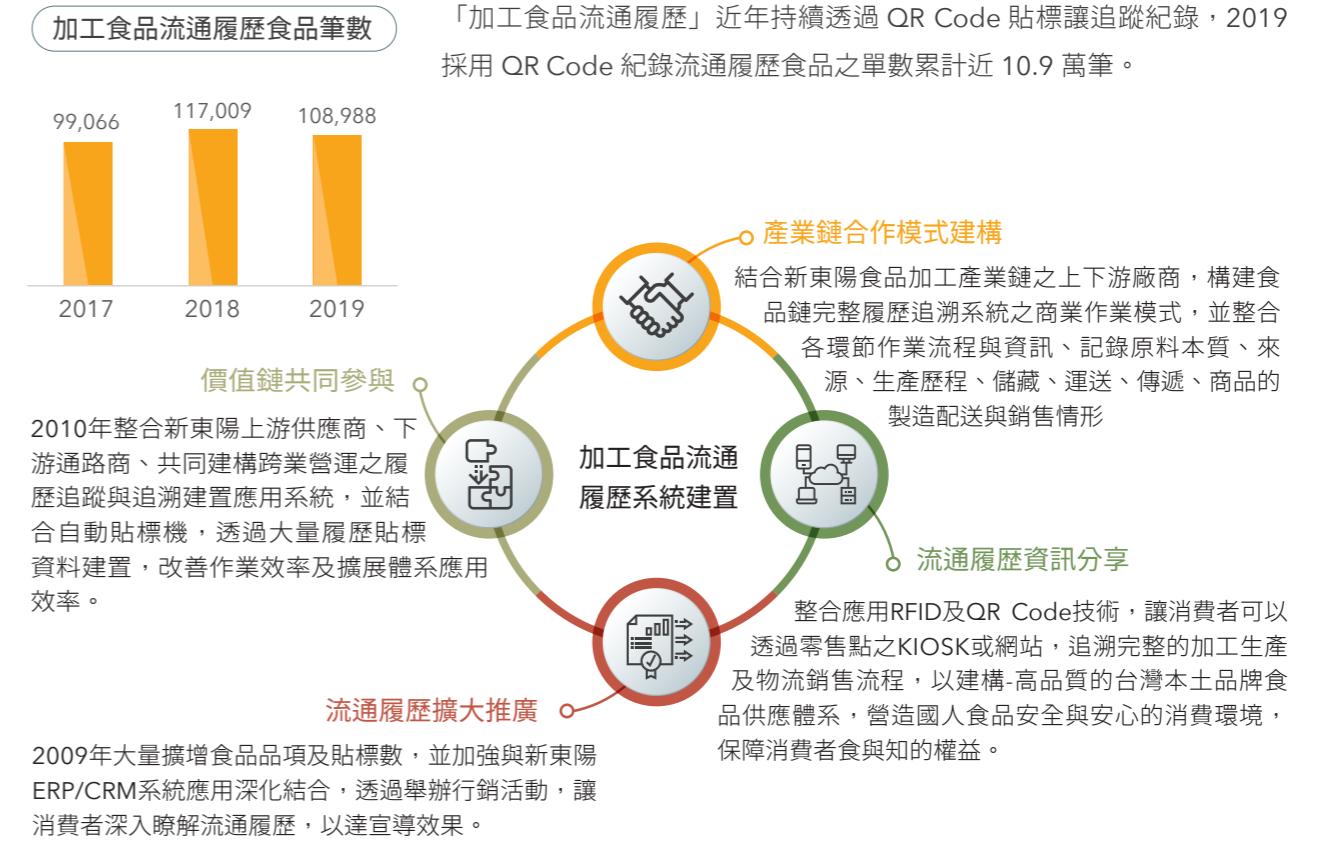 加工食品流通履歷食品筆數
「加工食品流通履歷」近年持續透過 QR Code 貼標讓追蹤紀錄，2019
採用 QR Code 紀錄流通履歷食品之單數累計近 10.9 萬筆。
99,066
117,009
108,988
2017
2018
2019
產業鏈合作模式建構
結合新東陽食品加工產業鏈之上下游廠商，構建食
品鏈完整履歷追溯系統之商業作業模式，並整合
各環節作業流程與資訊、記錄原料本質、來
源、生產歷程、儲藏、運送、傳遞、商品的
製造配送與銷售情形
價值鏈共同參與
2010年整合新東陽上游供應商、下
游通路商、共同建構跨業營運之履
歷追蹤與追溯建置應用系統，並結
合自動貼標機，透過大量履歷貼標
資料建置，改善作業效率及擴展體系應用
效率。
加工食品流通
履歷系統建置
流通履歷資訊分享
整合應用RFID及QR Code技術，讓消費者可以
透過零售點之KIOSK或網站，追溯完整的加工生產
及物流銷售流程，以建構-高品質的台灣本土品牌食
品供應體系，營造國人食品安全與安心的消費環境，
保障消費者食與知的權益。
流通履歷擴大推廣
2009年大量擴增食品品項及貼標數，並加強與新東陽
ERP/CRM系統應用深化結合，透過舉辦行銷活動，讓
消費者深入瞭解流通履歷，以達宣導效果。